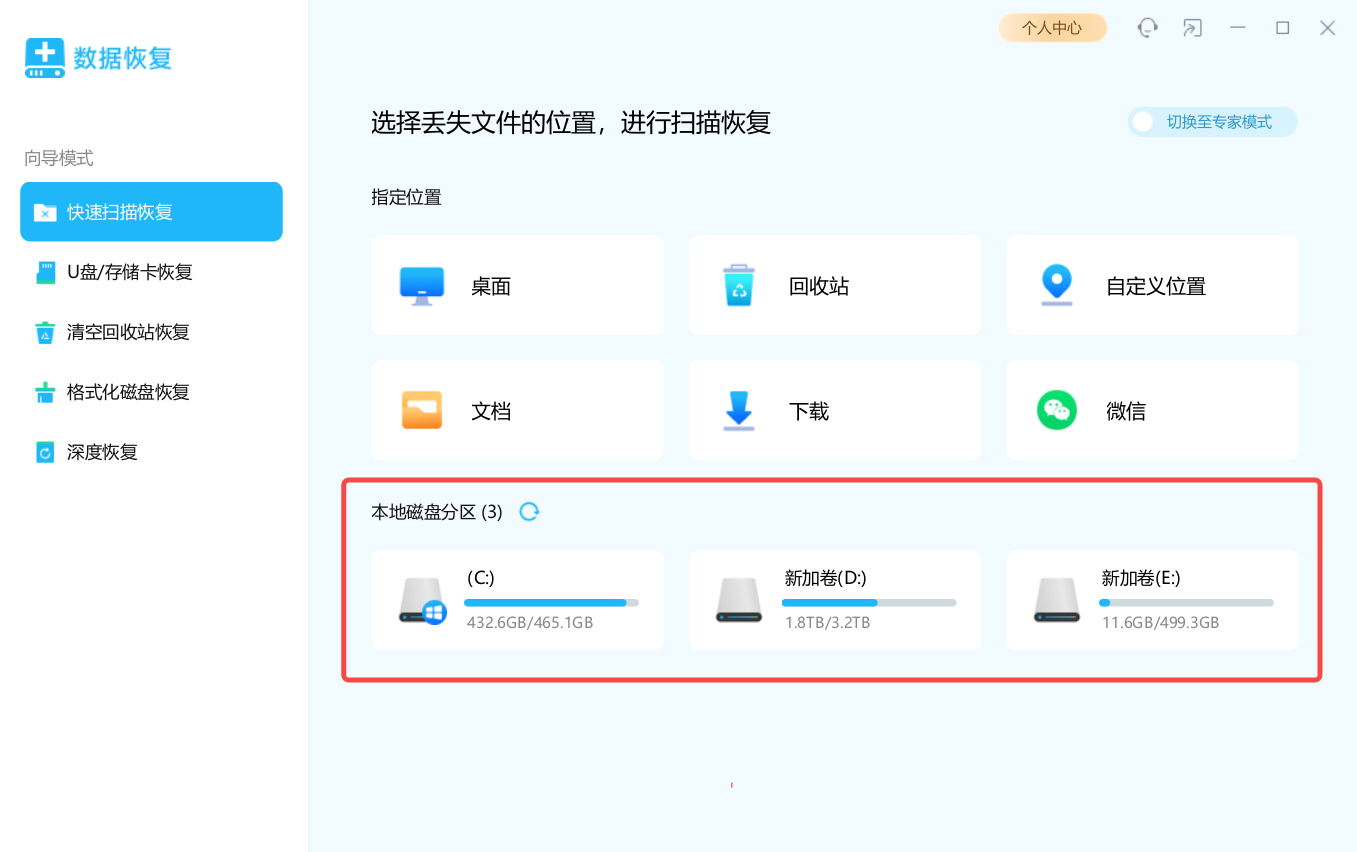 个人中心
数据恢复
选择丢失文件的位置，进行扫描恢复
切换至专家模式
向导模式
快速扫描恢复
U盘/存储卡恢复
清空回收站恢复
格式化磁盘恢复
深度恢复
指定位置
桌面
回收站
自定义位置
文档
下载
微信
本地磁盘分区 (3)
(C:)
432.6GB/465.1GB
新加卷(D:)
1.8TB/3.2TB
新加卷(E:)
11.6GB/499.3GB